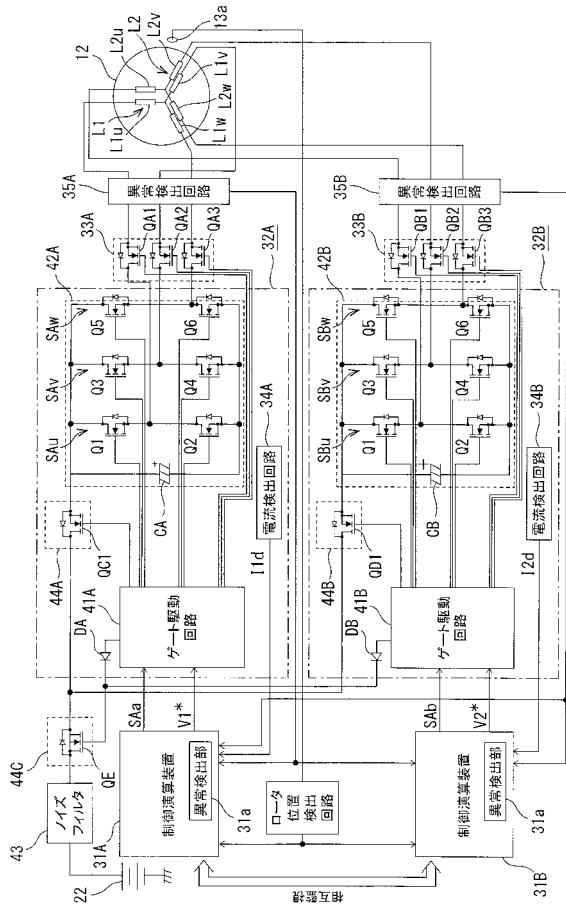 12
L2u
L2
L2v
13a
L1
L1u
L1v
L2w
L1w
35A
異常検出回路
35B
異常検出回路
33A
QA1
QA2
QA3
33B
QB1
QB2
QB3
42A
32A
42B
32B
SAw
Q5
Q6
SBw
Q5
Q6
SAv
Q3
Q4
SBv
Q3
Q4
SAu
Q1
Q2
34A
電流検出回路
SBu
Q1
Q2
34B
電流検出回路
CA
CB
44A
QC1
I1d
44B
QD1
I2d
41A
DA
ゲート駆動
回路
41B
DB
ゲート駆動
回路
SAa
V1*
SAb
V2*
44C
QE
43
ノイズ
フィルタ
31A
制御演算装置
異常検出部
31a
ロータ
位置
検出
回路
制御演算装置
異常検出部
31a
31B
22
相互監視